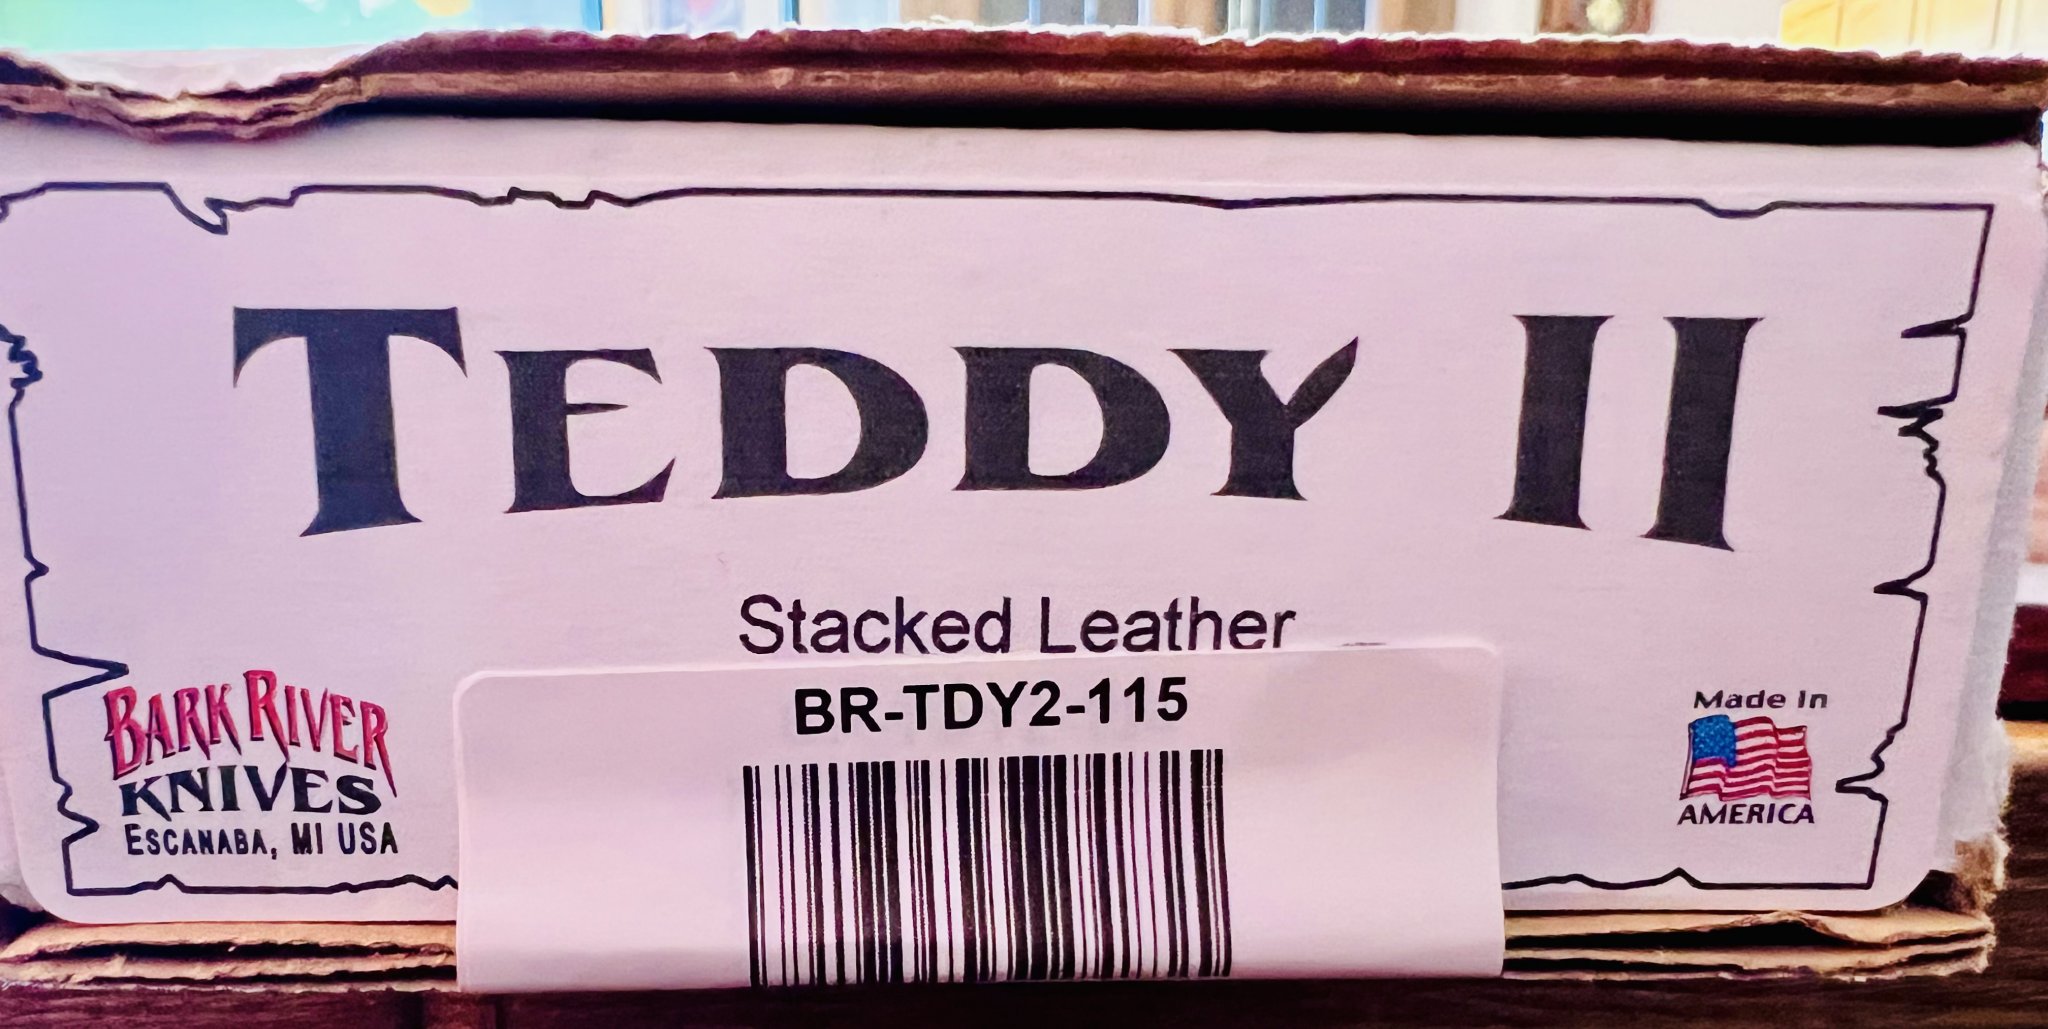 TEDDY II
Stacked Leather
BR-TDY2-115
BARK RIVER
KNIVES
ESCANABA, MI USA
Made In
AMERICA